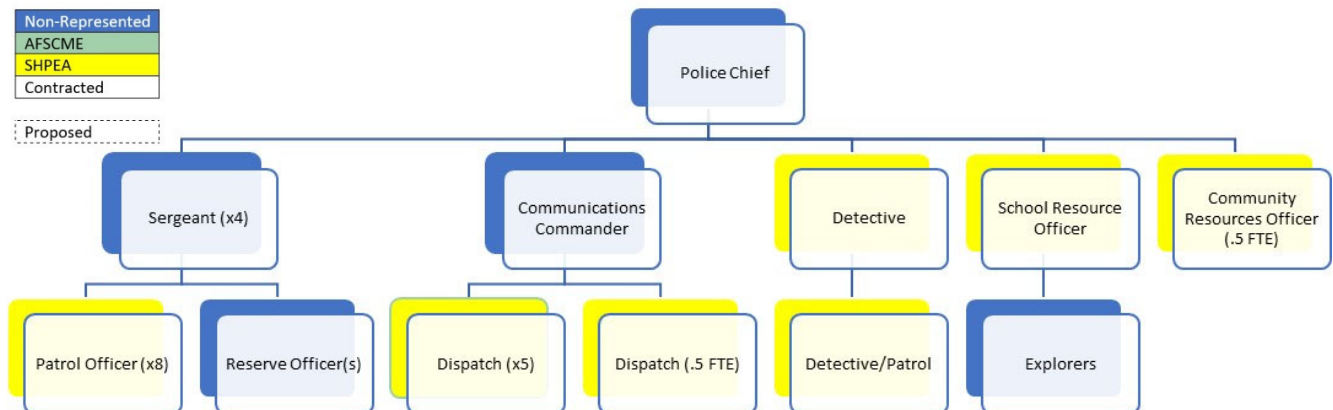 Non-Represented
AFSCME
SHPEA
Contracted
Proposed
Police Chief
Sergeant (x4)
Communications
Commander
Detective
School Resource
Officer
Community
Resources Officer
(.5 FTE)
Patrol Officer (x8)
Reserve Officer(s)
Dispatch (x5)
Dispatch (.5 FTE)
Detective/Patrol
Explorers